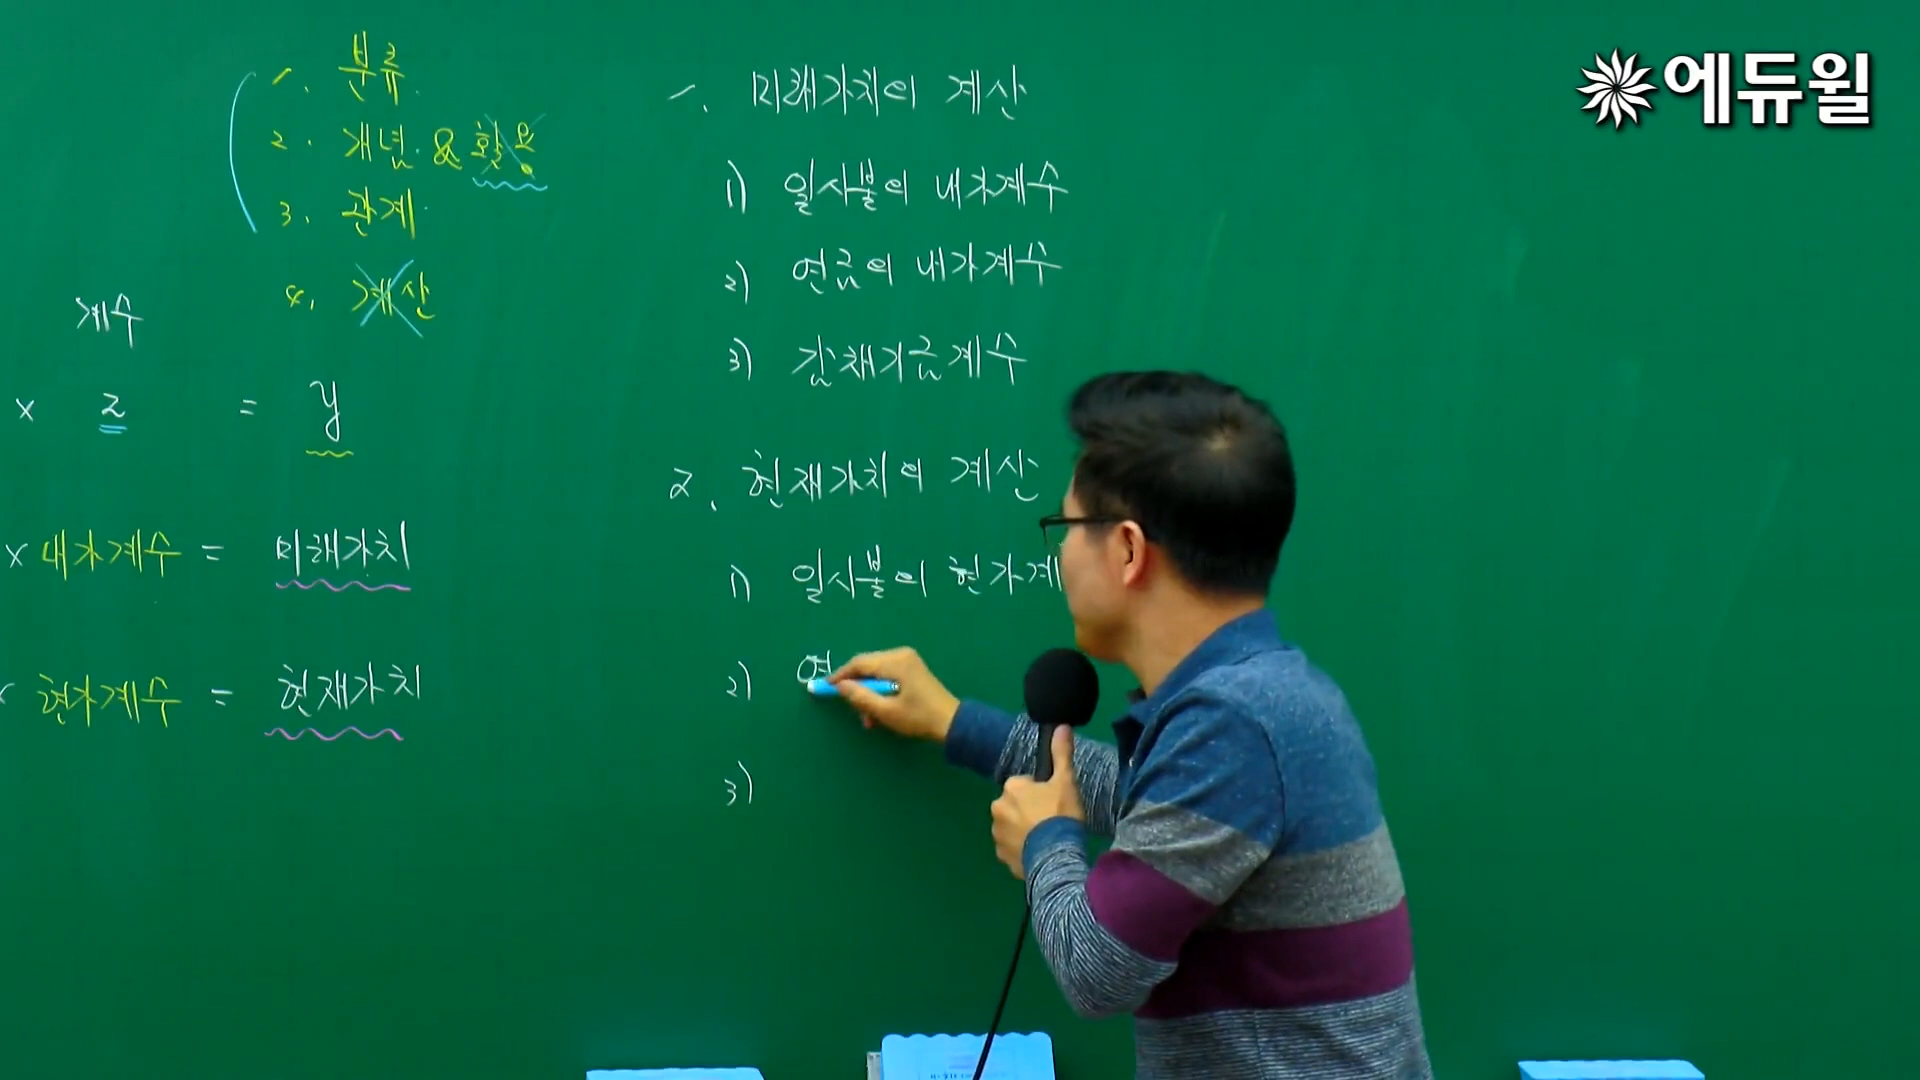 1. 분류
2. 개념 & 활용
3. 관계
4. 계산
계수
× 2 = y
× 내가계수 = 미래가치
현가계수 = 현재가치
1. 미래가치의 계산
1) 일시불의 내가계수
2) 연금의 내가계수
3) 감채기금계수
2. 현재가치의 계산
1) 일시불의 현가계
2) 연
3)
에듀윌